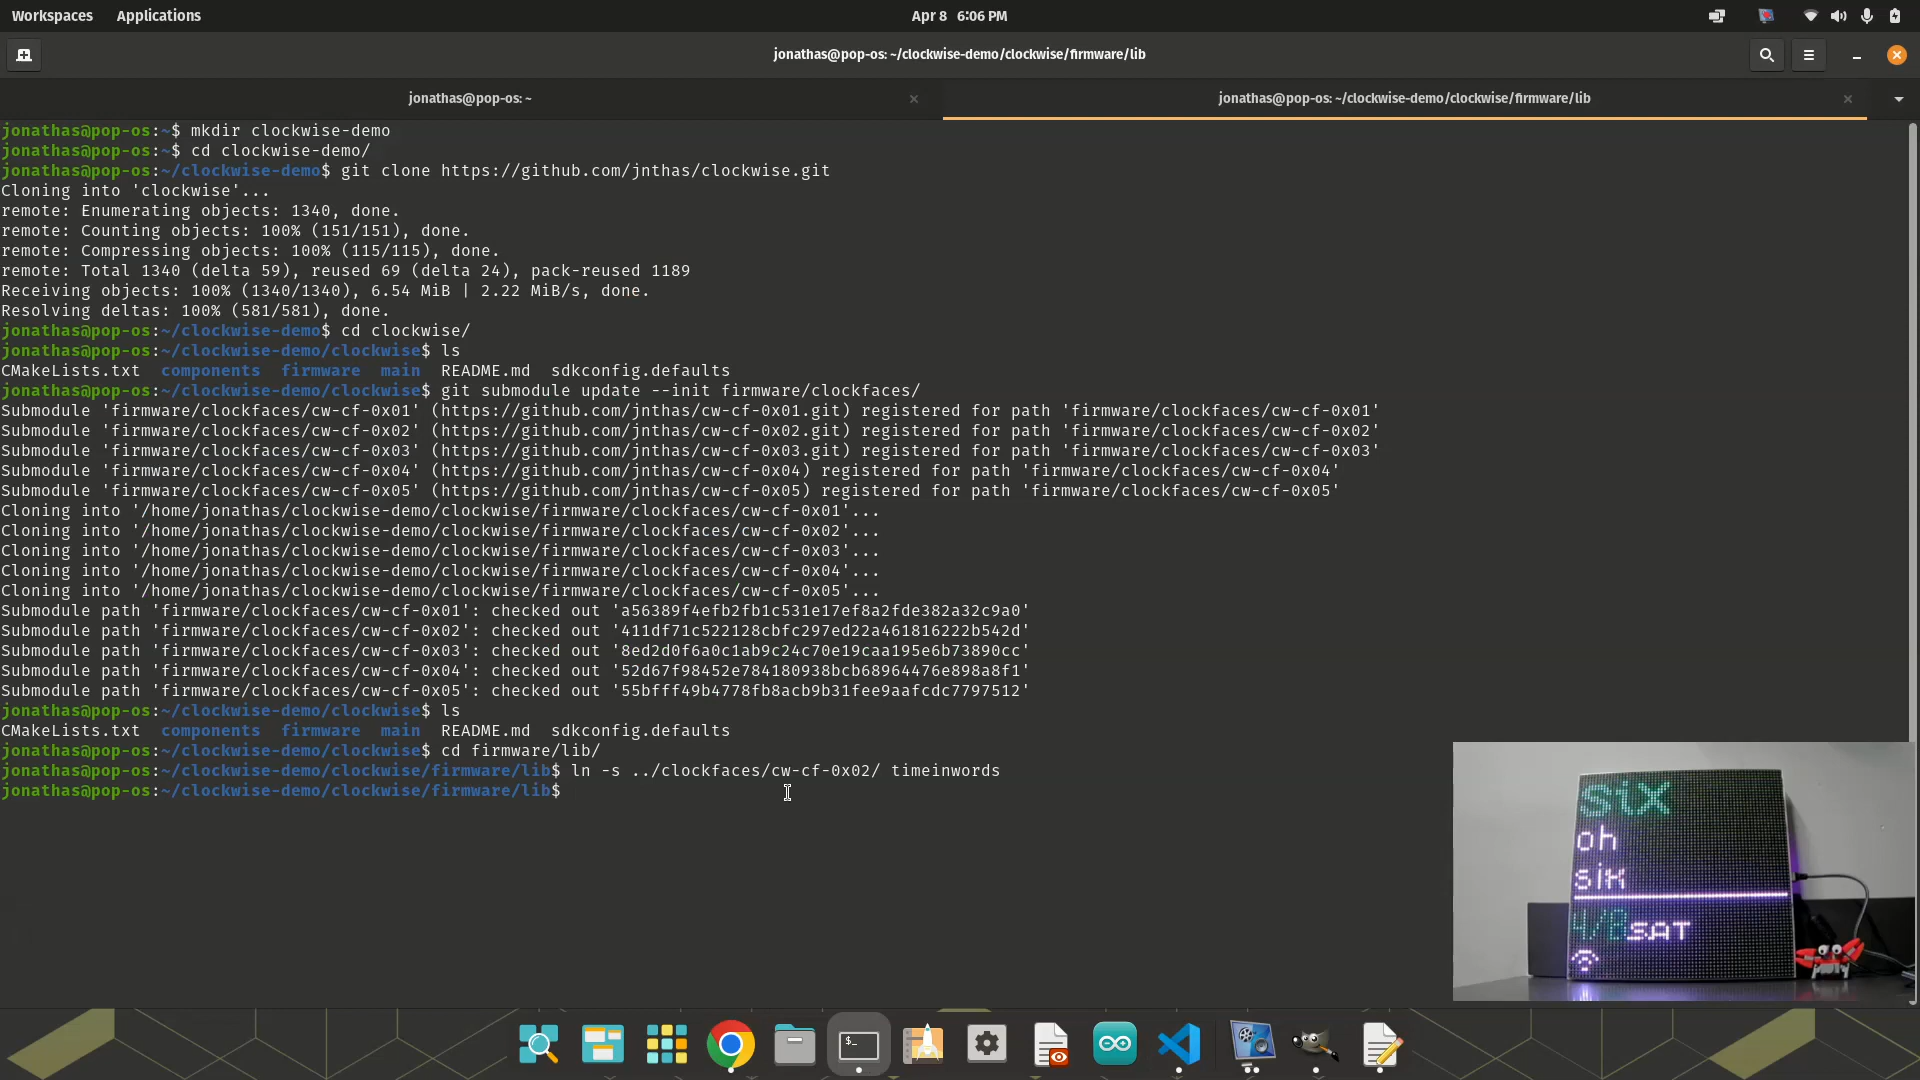 Workspaces Applications Apr 8 6:06 PM
jonathas@pop-os: ~/clockwise-demo/clockwise/firmware/lib
jonathas@pop-os: ~ jonathas@pop-os: ~/clockwise-demo/clockwise/firmware/lib
jonathas@pop-os:~$ mkdir clockwise-demo
jonathas@pop-os:~$ cd clockwise-demo/
jonathas@pop-os:~/clockwise-demo$ git clone https://github.com/jnthas/clockwise.git
Cloning into 'clockwise'...
remote: Enumerating objects: 1340, done.
remote: Counting objects: 100% (151/151), done.
remote: Compressing objects: 100% (115/115), done.
remote: Total 1340 (delta 59), reused 69 (delta 24), pack-reused 1189
Receiving objects: 100% (1340/1340), 6.54 MiB | 2.22 MiB/s, done.
Resolving deltas: 100% (581/581), done.
jonathas@pop-os:~/clockwise-demo$ cd clockwise/
jonathas@pop-os:~/clockwise-demo/clockwise$ ls
CMakeLists.txt components firmware main README.md sdkconfig.defaults
jonathas@pop-os:~/clockwise-demo/clockwise$ git submodule update --init firmware/clockfaces/
Submodule 'firmware/clockfaces/cw-cf-0x01' (https://github.com/jnthas/cw-cf-0x01.git) registered for path 'firmware/clockfaces/cw-cf-0x01'
Submodule 'firmware/clockfaces/cw-cf-0x02' (https://github.com/jnthas/cw-cf-0x02.git) registered for path 'firmware/clockfaces/cw-cf-0x02'
Submodule 'firmware/clockfaces/cw-cf-0x03' (https://github.com/jnthas/cw-cf-0x03.git) registered for path 'firmware/clockfaces/cw-cf-0x03'
Submodule 'firmware/clockfaces/cw-cf-0x04' (https://github.com/jnthas/cw-cf-0x04) registered for path 'firmware/clockfaces/cw-cf-0x04'
Submodule 'firmware/clockfaces/cw-cf-0x05' (https://github.com/jnthas/cw-cf-0x05) registered for path 'firmware/clockfaces/cw-cf-0x05'
Cloning into '/home/jonathas/clockwise-demo/clockwise/firmware/clockfaces/cw-cf-0x01'...
Cloning into '/home/jonathas/clockwise-demo/clockwise/firmware/clockfaces/cw-cf-0x02'...
Cloning into '/home/jonathas/clockwise-demo/clockwise/firmware/clockfaces/cw-cf-0x03'...
Cloning into '/home/jonathas/clockwise-demo/clockwise/firmware/clockfaces/cw-cf-0x04'...
Cloning into '/home/jonathas/clockwise-demo/clockwise/firmware/clockfaces/cw-cf-0x05'...
Submodule path 'firmware/clockfaces/cw-cf-0x01': checked out 'a56389f4efb2fb1c531e17ef8a2fde382a32c9a0'
Submodule path 'firmware/clockfaces/cw-cf-0x02': checked out '411df71c522128cbfc297ed22a461816222b542d'
Submodule path 'firmware/clockfaces/cw-cf-0x03': checked out '8ed2d0f6a0c1ab9c24c70e19caa195e6b73890cc'
Submodule path 'firmware/clockfaces/cw-cf-0x04': checked out '52d67f98452e784180938bcb68964476e898a8f1'
Submodule path 'firmware/clockfaces/cw-cf-0x05': checked out '55bfff49b4778fb8acb9b31fee9aafcdc7797512'
jonathas@pop-os:~/clockwise-demo/clockwise$ ls
CMakeLists.txt components firmware main README.md sdkconfig.defaults
jonathas@pop-os:~/clockwise-demo/clockwise$ cd firmware/lib/
jonathas@pop-os:~/clockwise-demo/clockwise/firmware/lib$ ln -s ../clockfaces/cw-cf-0x02/ timeinwords
jonathas@pop-os:~/clockwise-demo/clockwise/firmware/lib$
six
oh
six
4/8 SAT